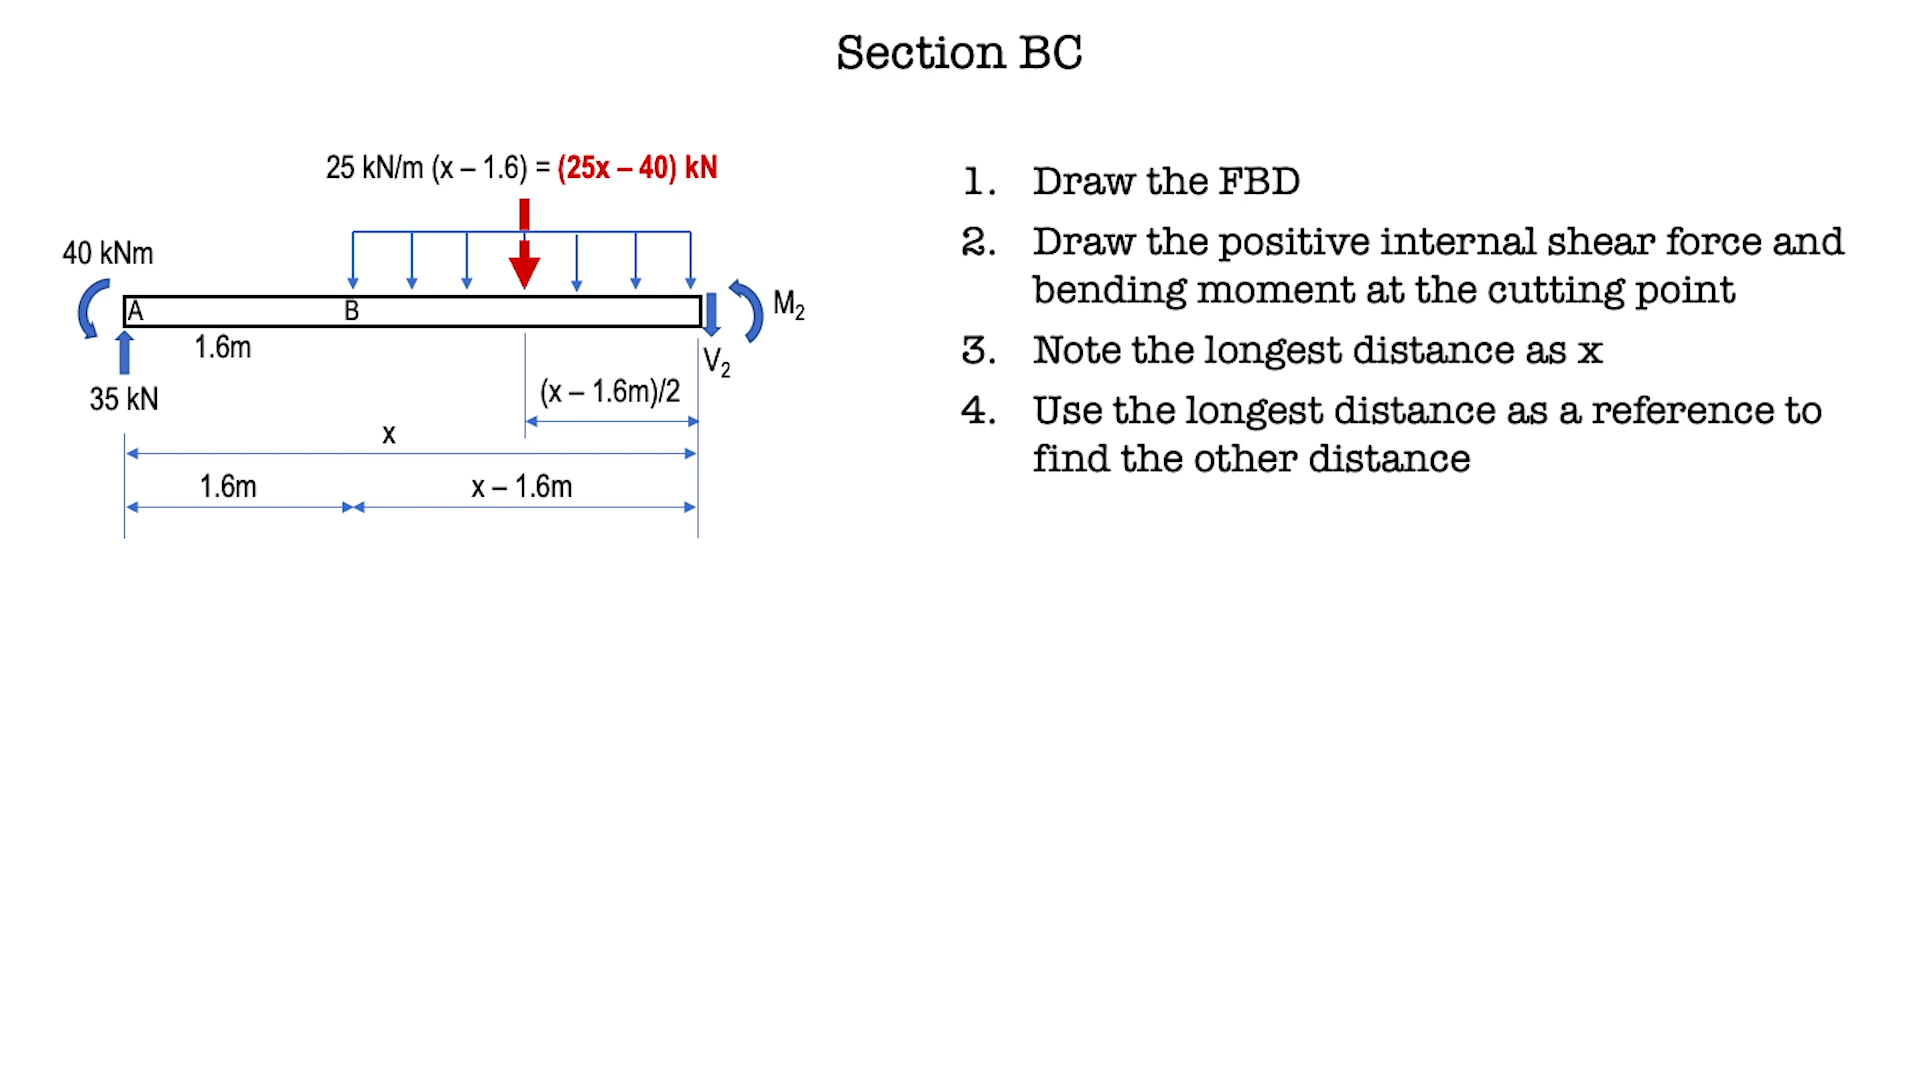 Section BC
25 kN/m (x – 1.6) = (25x – 40) kN
40 kNm
A
B
M₂
1.6m
V₂
35 kN
(x – 1.6m)/2
x
1.6m
x – 1.6m
1. Draw the FBD
2. Draw the positive internal shear force and
bending moment at the cutting point
3. Note the longest distance as x
4. Use the longest distance as a reference to
find the other distance